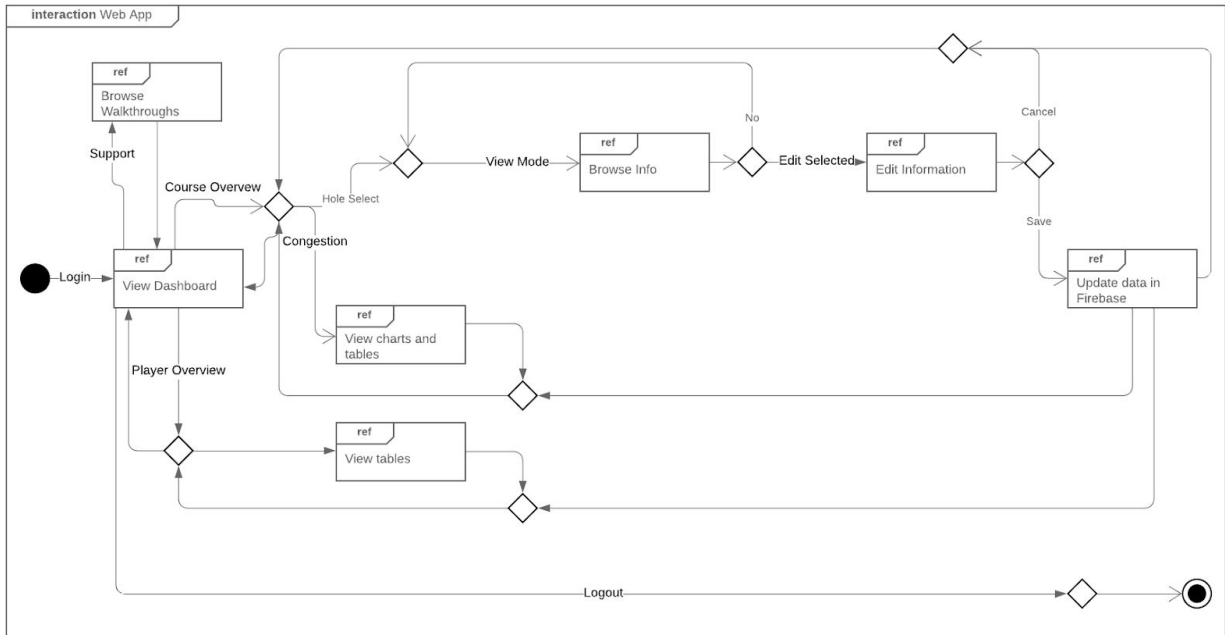 interaction Web App
ref
Browse
Walkthroughs
Support
Course Overvew
Hole Select
Congestion
View Mode
ref
Browse Info
No
Edit Selected
ref
Edit Information
Cancel
Save
ref
Update data in
Firebase
Login
ref
View Dashboard
ref
View charts and
tables
Player Overview
ref
View tables
Logout